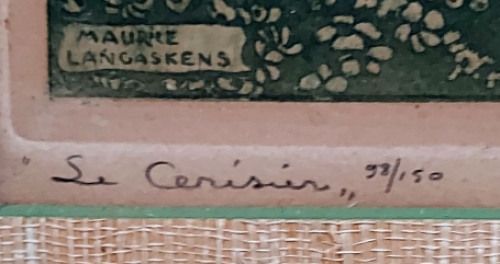 MAURICE
LANGASKENS
" Le Cerisier „ 98/150